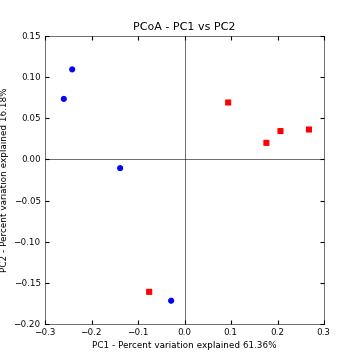 PCoA - PC1 vs PC2
PC2 - Percent variation explained 16.18%
0.15
0.10
0.05
0.00
−0.05
−0.10
−0.15
−0.20
−0.3 −0.2 −0.1 0.0 0.1 0.2 0.3
PC1 - Percent variation explained 61.36%